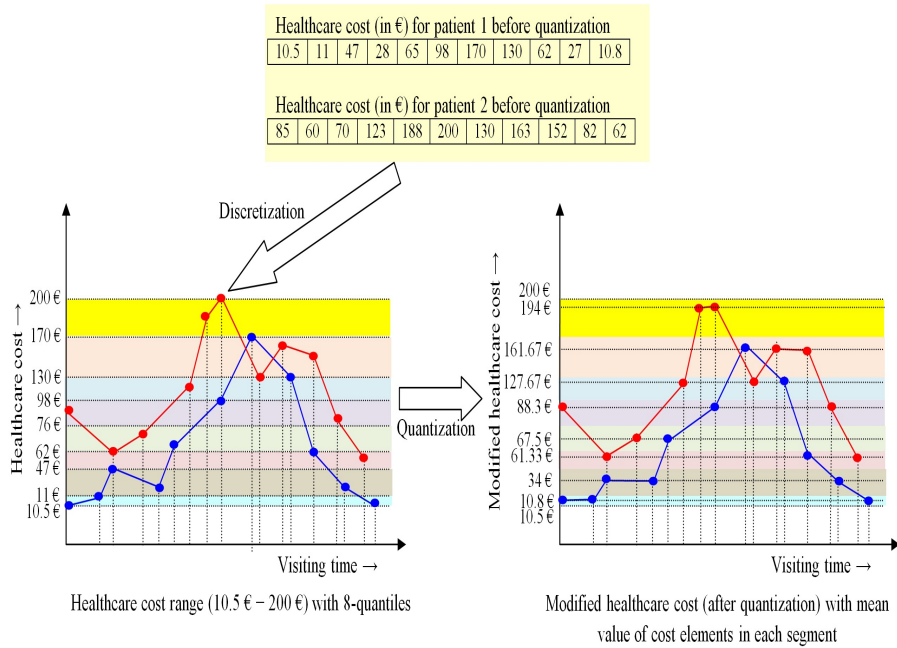 Healthcare cost (in €) for patient 1 before quantization
10.5 11 47 28 65 98 170 130 62 27 10.8
Healthcare cost (in €) for patient 2 before quantization
85 60 70 123 188 200 130 163 152 82 62
Discretization
Healthcare cost →
200 €
170 €
130 €
98 €
76 €
62 €
47 €
11 €
10.5 €
Visiting time →
Healthcare cost range (10.5 € – 200 €) with 8-quantiles
Quantization
Modified healthcare cost →
200 €
194 €
161.67 €
127.67 €
88.3 €
67.5 €
61.33 €
34 €
10.8 €
10.5 €
Visiting time →
Modified healthcare cost (after quantization) with mean
value of cost elements in each segment